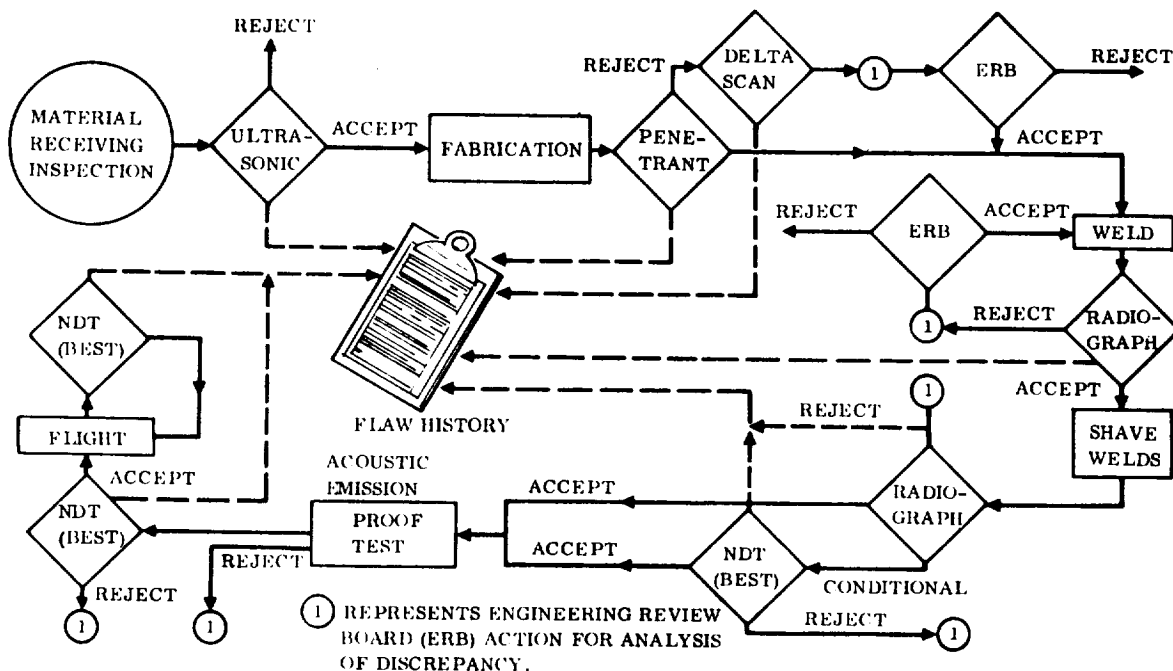 REJECT
MATERIAL
RECEIVING
INSPECTION
ULTRA-
SONIC
ACCEPT
FABRICATION
REJECT
PENE-
TRANT
DELTA
SCAN
1
ERB
REJECT
ACCEPT
REJECT
ERB
ACCEPT
WELD
1
REJECT
RADIO-
GRAPH
ACCEPT
SHAVE
WELDS
NDT
(BEST)
FLIGHT
ACCEPT
NDT
(BEST)
REJECT
1
FLAW HISTORY
ACOUSTIC
EMISSION
PROOF
TEST
REJECT
1
ACCEPT
ACCEPT
REJECT
1
RADIO-
GRAPH
NDT
(BEST)
CONDITIONAL
REJECT
1
1 REPRESENTS ENGINEERING REVIEW
BOARD (ERB) ACTION FOR ANALYSIS
OF DISCREPANCY.